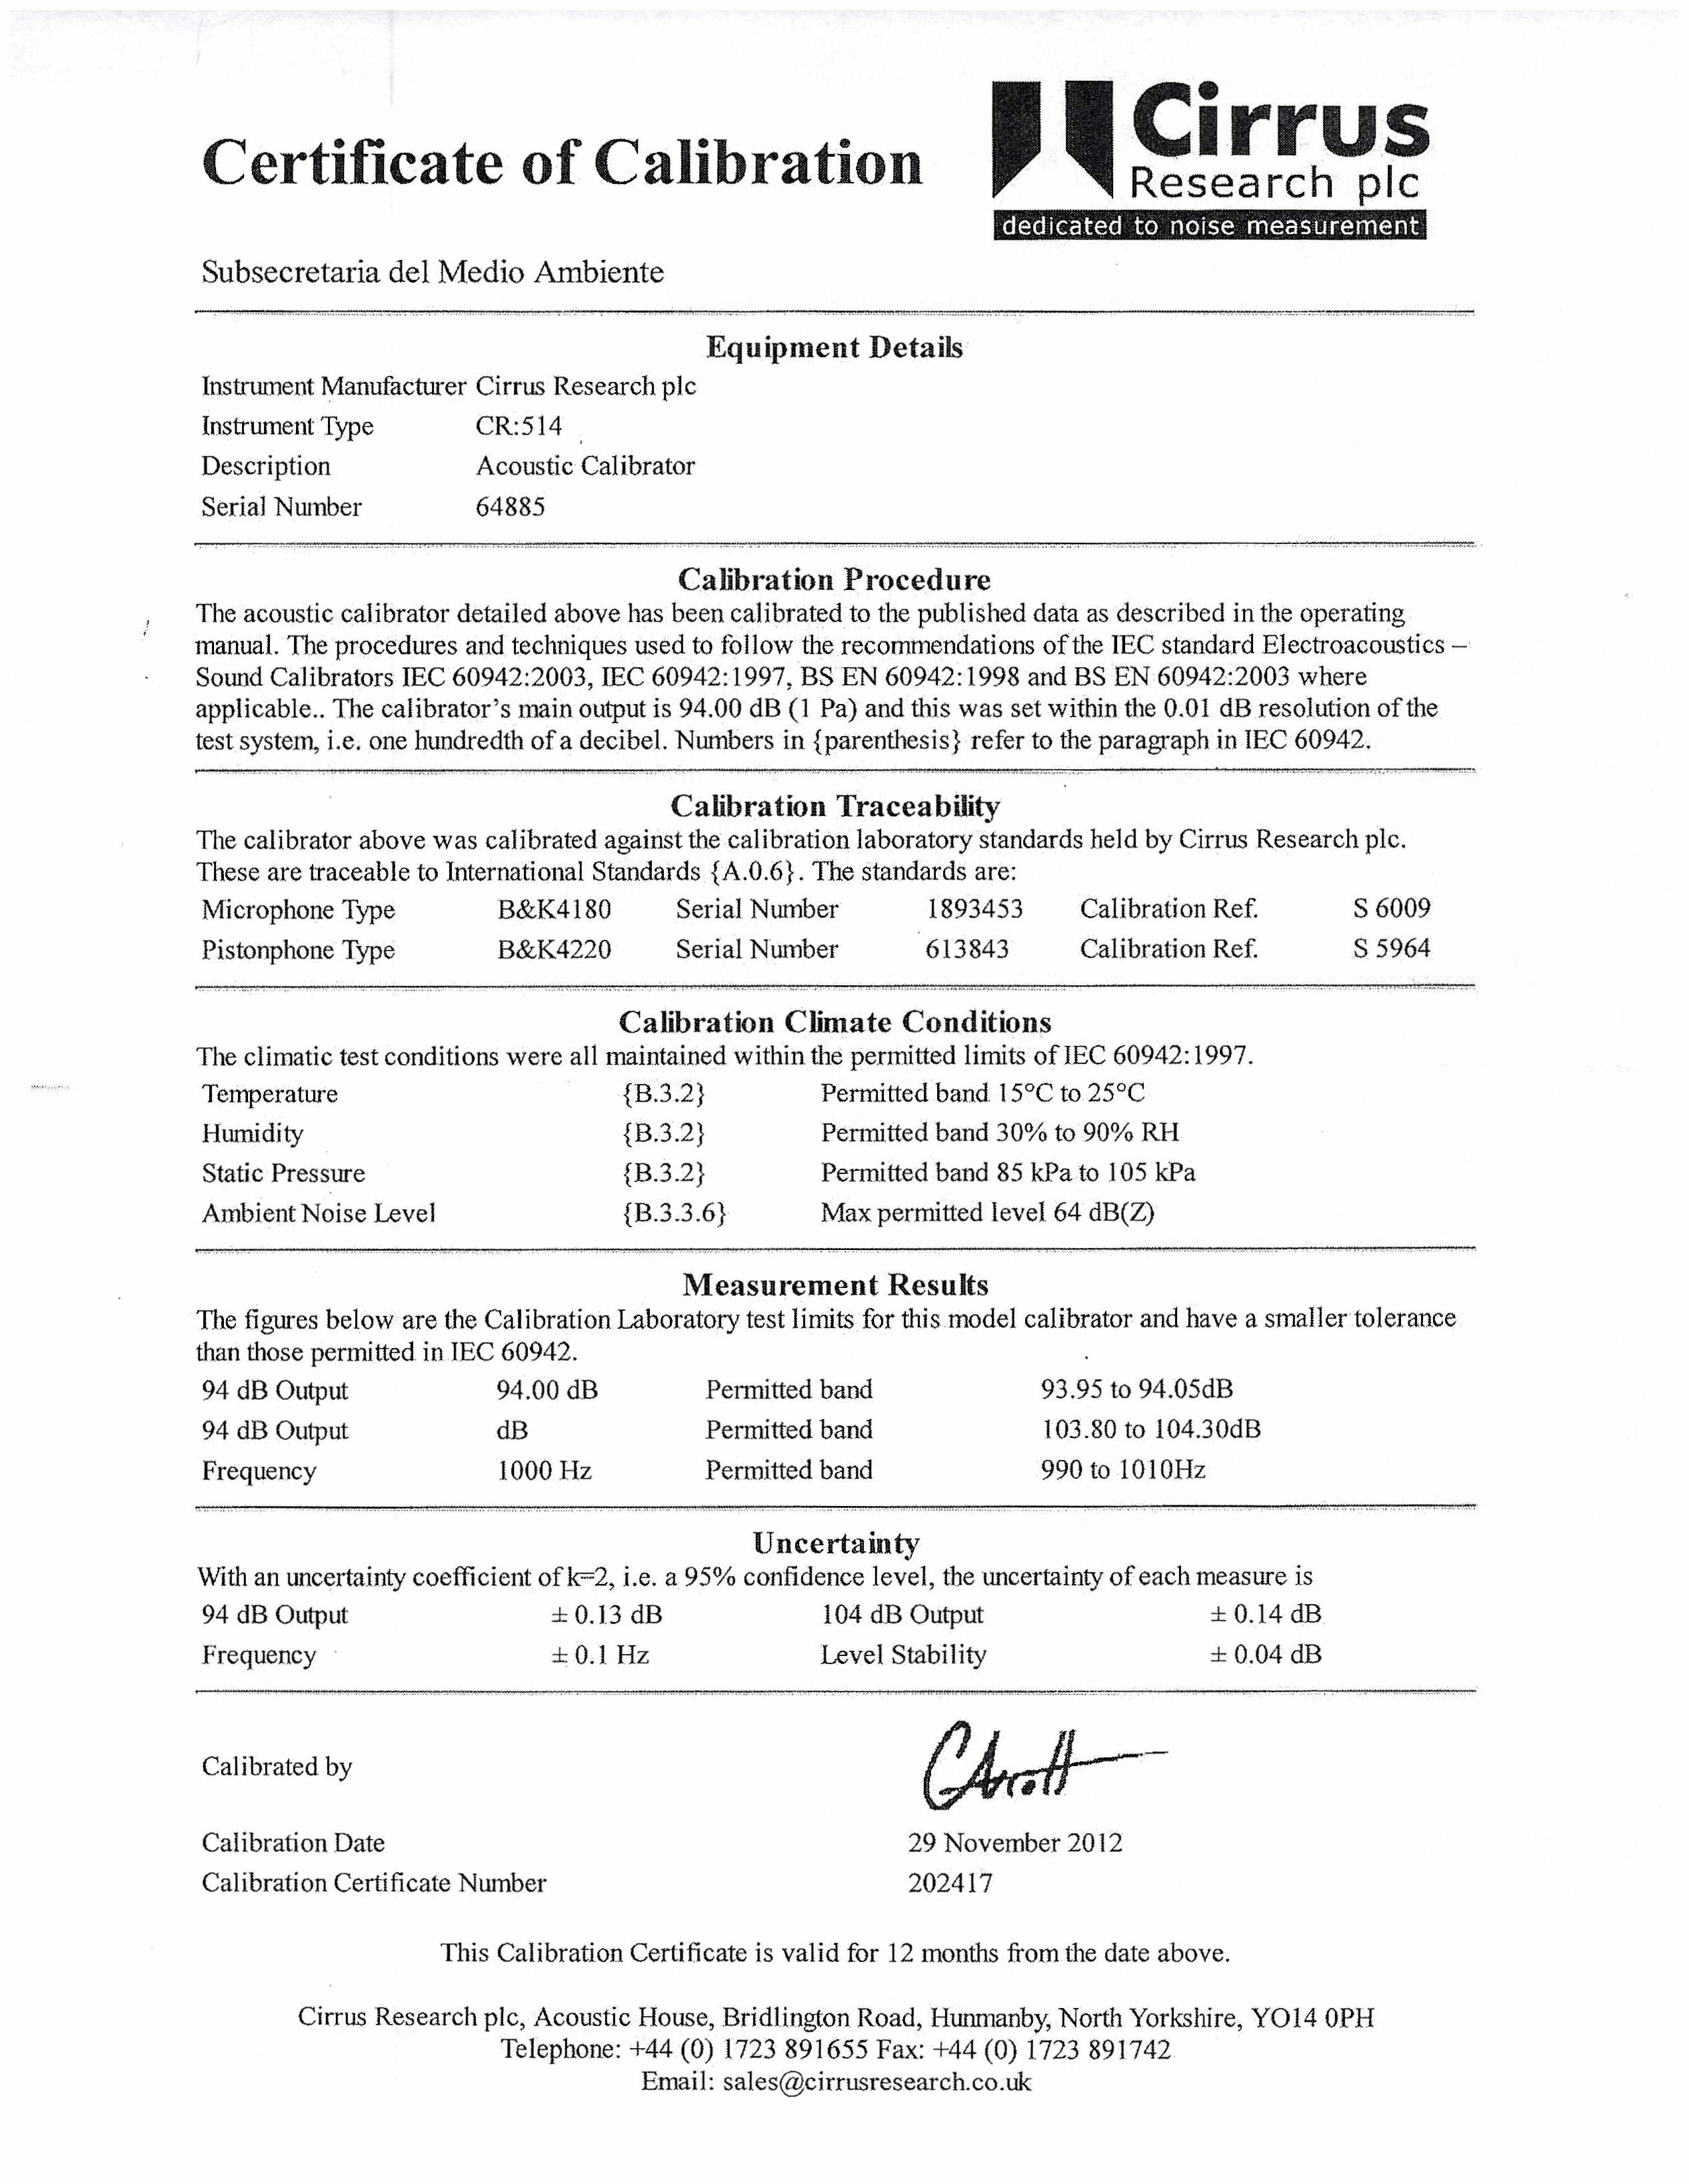 Certificate of Calibration
Cirrus
Research plc
dedicated to noise measurement
Subsecretaria del Medio Ambiente
Equipment Details
Instrument Manufacturer Cirrus Research plc
Instrument Type CR:514
Description Acoustic Calibrator
Serial Number 64885
Calibration Procedure
The acoustic calibrator detailed above has been calibrated to the published data as described in the operating
manual. The procedures and techniques used to follow the recommendations of the IEC standard Electroacoustics –
Sound Calibrators IEC 60942:2003, IEC 60942:1997, BS EN 60942:1998 and BS EN 60942:2003 where
applicable.. The calibrator's main output is 94.00 dB (1 Pa) and this was set within the 0.01 dB resolution of the
test system, i.e. one hundredth of a decibel. Numbers in {parenthesis} refer to the paragraph in IEC 60942.
Calibration Traceability
The calibrator above was calibrated against the calibration laboratory standards held by Cirrus Research plc.
These are traceable to International Standards {A.0.6}. The standards are:
Microphone Type B&K4180 Serial Number 1893453 Calibration Ref. S 6009
Pistonphone Type B&K4220 Serial Number 613843 Calibration Ref. S 5964
Calibration Climate Conditions
The climatic test conditions were all maintained within the permitted limits of IEC 60942:1997.
Temperature {B.3.2} Permitted band 15°C to 25°C
Humidity {B.3.2} Permitted band 30% to 90% RH
Static Pressure {B.3.2} Permitted band 85 kPa to 105 kPa
Ambient Noise Level {B.3.3.6} Max permitted level 64 dB(Z)
Measurement Results
The figures below are the Calibration Laboratory test limits for this model calibrator and have a smaller tolerance
than those permitted in IEC 60942.
94 dB Output 94.00 dB Permitted band 93.95 to 94.05dB
94 dB Output dB Permitted band 103.80 to 104.30dB
Frequency 1000 Hz Permitted band 990 to 1010Hz
Uncertainty
With an uncertainty coefficient of k=2, i.e. a 95% confidence level, the uncertainty of each measure is
94 dB Output ± 0.13 dB 104 dB Output ± 0.14 dB
Frequency ± 0.1 Hz Level Stability ± 0.04 dB
Calibrated by
Calibration Date 29 November 2012
Calibration Certificate Number 202417
This Calibration Certificate is valid for 12 months from the date above.
Cirrus Research plc, Acoustic House, Bridlington Road, Hunmanby, North Yorkshire, YO14 0PH
Telephone: +44 (0) 1723 891655 Fax: +44 (0) 1723 891742
Email: sales@cirrusresearch.co.uk